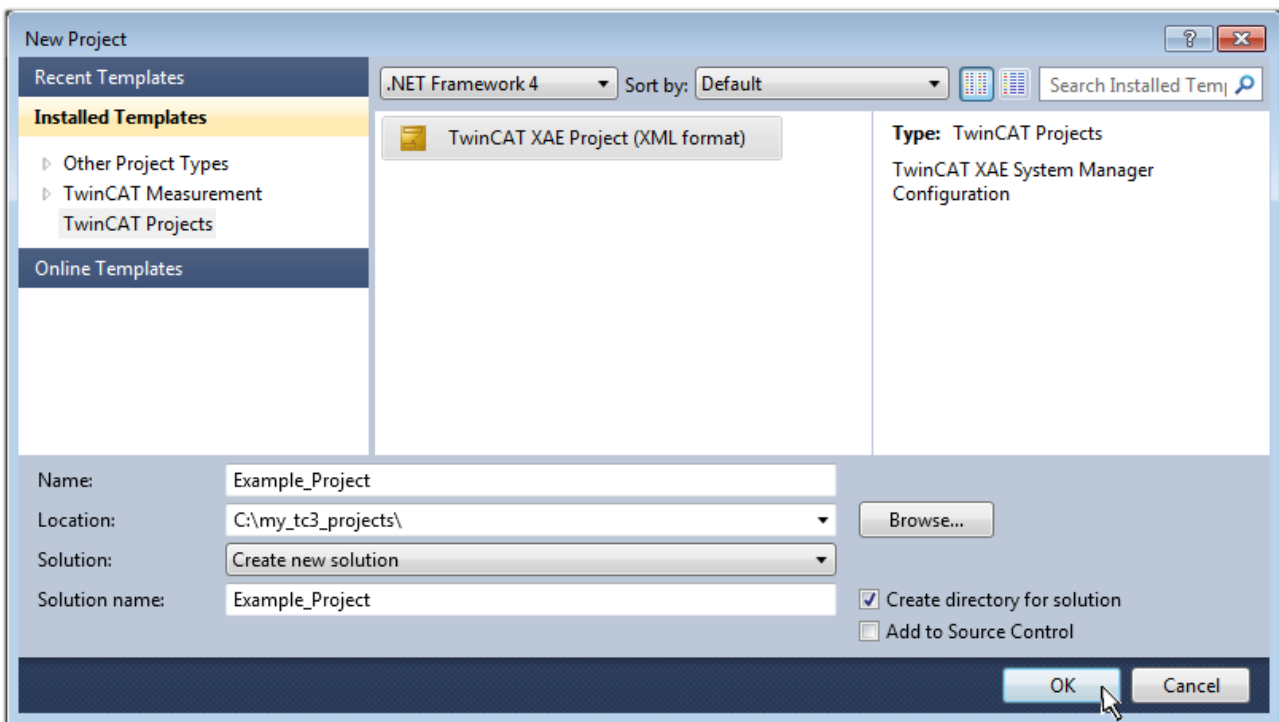 New Project
Recent Templates
Installed Templates
Other Project Types
TwinCAT Measurement
TwinCAT Projects
Online Templates
.NET Framework 4
Sort by: Default
Search Installed Temp
TwinCAT XAE Project (XML format)
Type: TwinCAT Projects
TwinCAT XAE System Manager
Configuration
Name: Example_Project
Location: C:\my_tc3_projects\
Browse...
Solution: Create new solution
Solution name: Example_Project
Create directory for solution
Add to Source Control
OK
Cancel